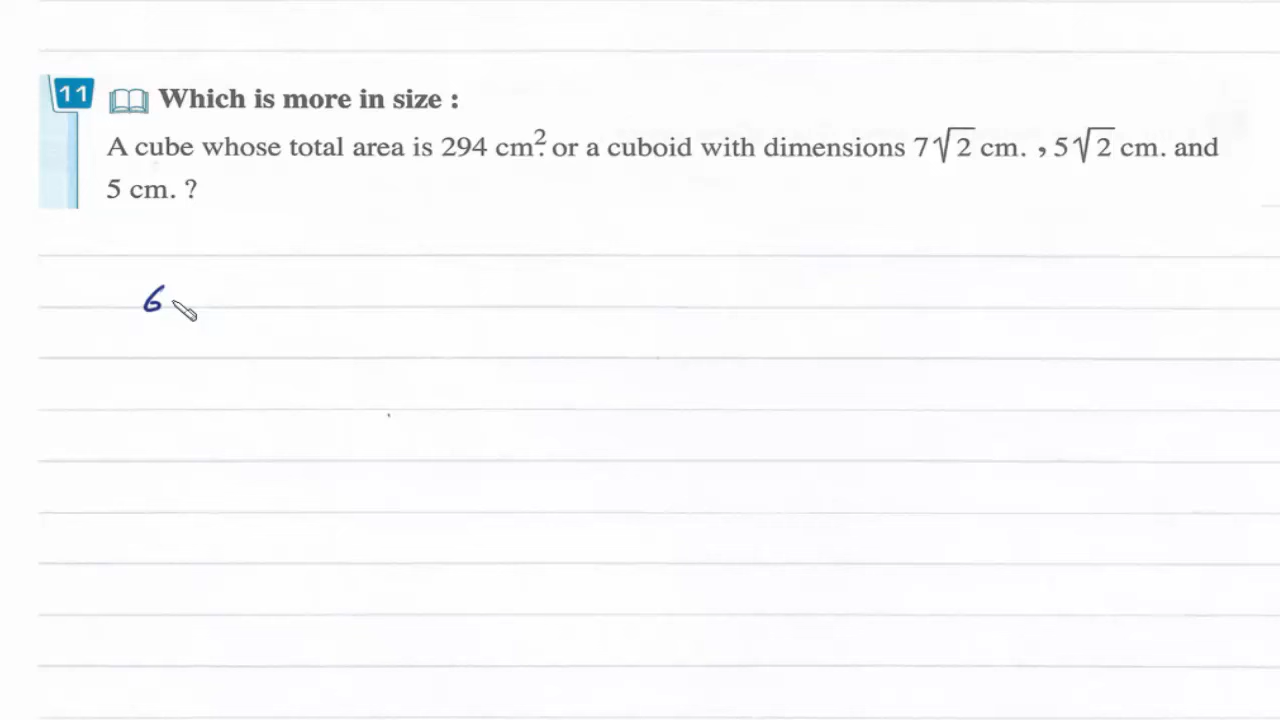 11 Which is more in size :
A cube whose total area is 294 cm². or a cuboid with dimensions 7√2 cm. , 5√2 cm. and
5 cm. ?
6